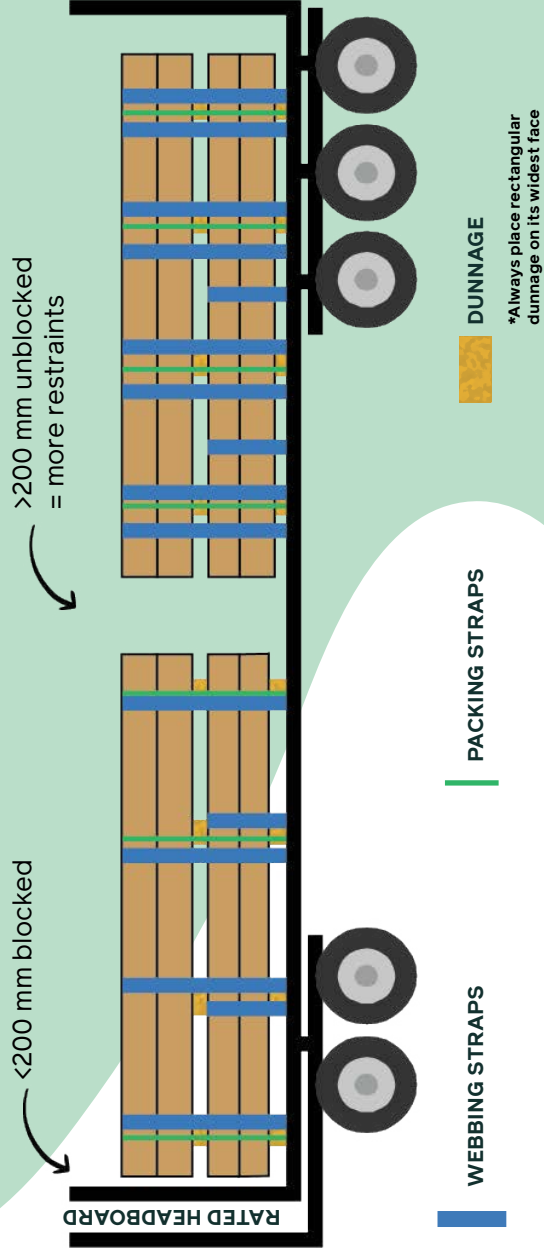 <200 mm blocked
>200 mm unblocked
= more restraints
RATED HEADBOARD
WEBBING STRAPS
PACKING STRAPS
DUNNAGE
*Always place rectangular
dunnage on its widest face